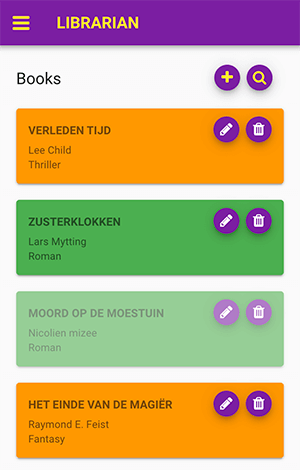 LIBRARIAN
Books
VERLEDEN TIJD
Lee Child
Thriller
ZUSTERKLOKKEN
Lars Mytting
Roman
MOORD OP DE MOESTUIN
Nicolien mizee
Roman
HET EINDE VAN DE MAGIËR
Raymond E. Feist
Fantasy